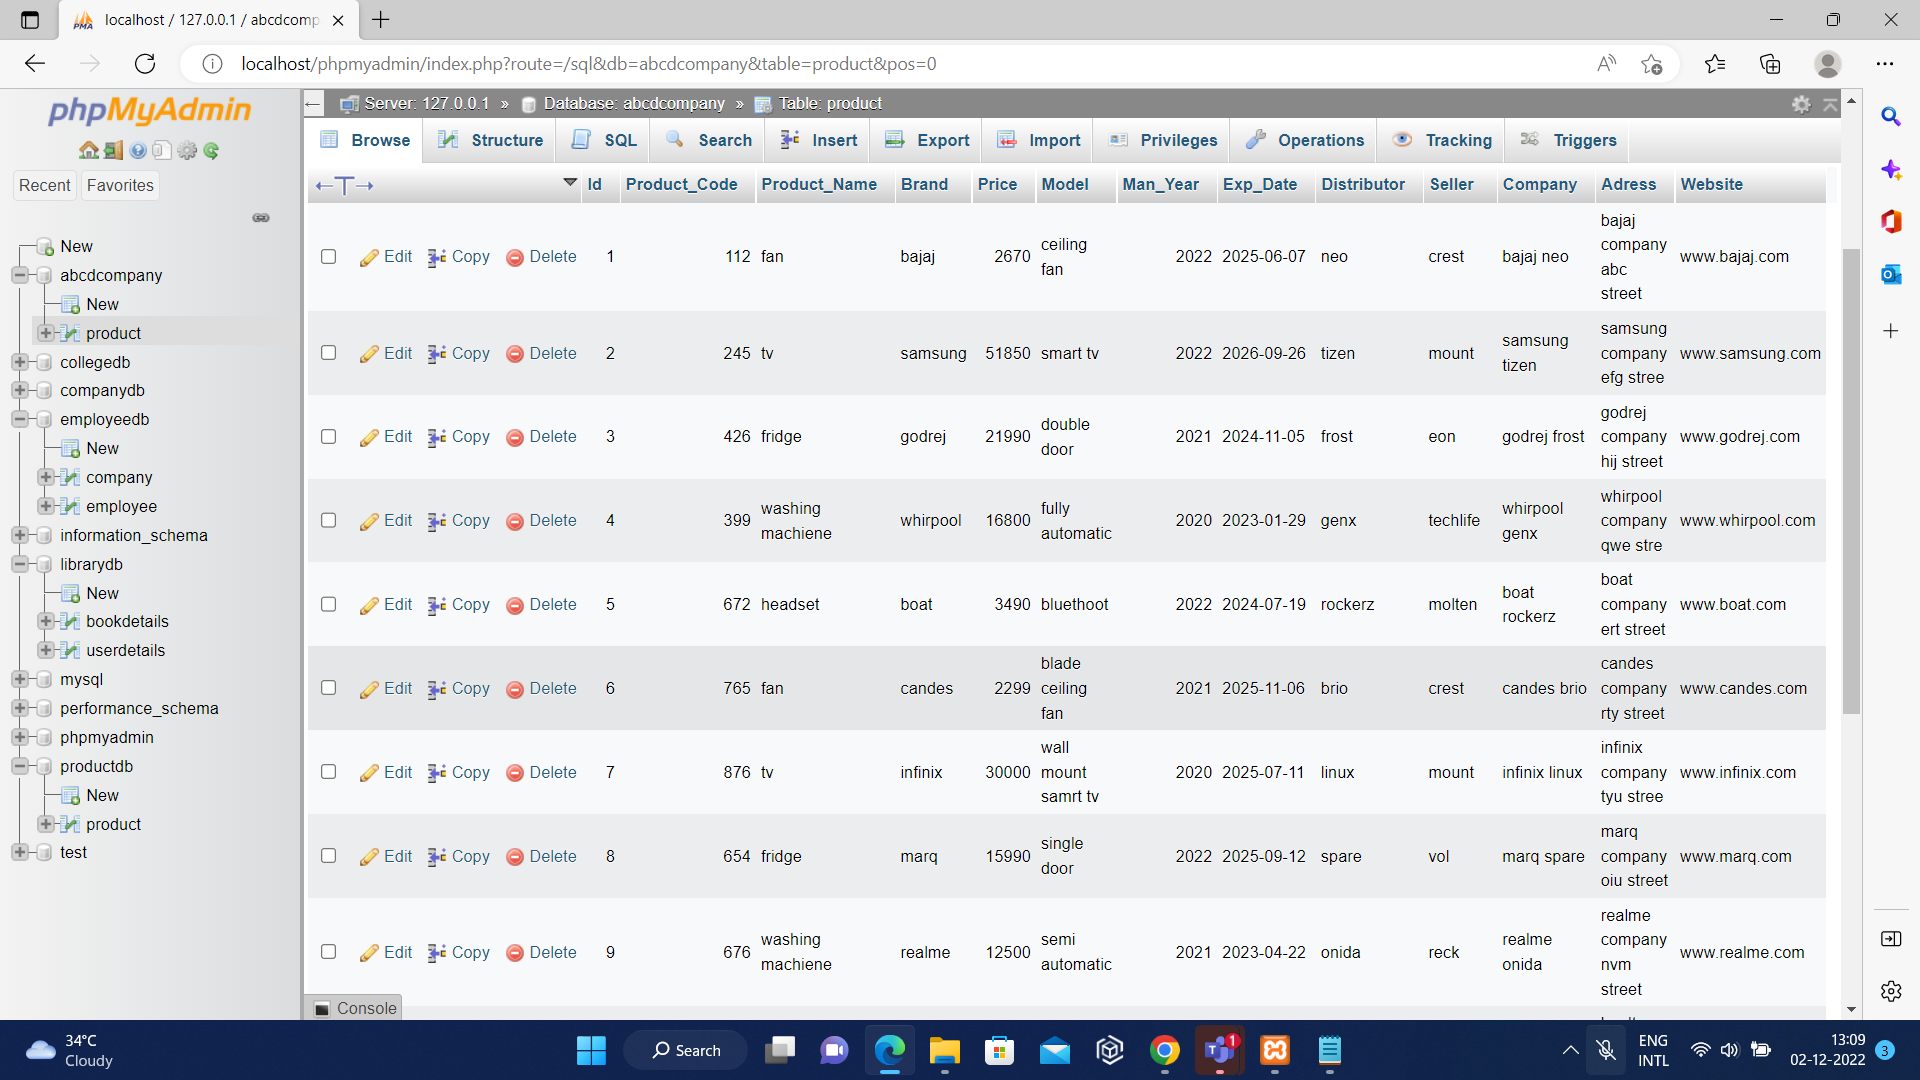 localhost / 127.0.0.1 / abcdcomp
localhost/phpmyadmin/index.php?route=/sql&db=abcdcompany&table=product&pos=0
phpMyAdmin
Recent Favorites
New
abcdcompany
New
product
collegedb
companydb
employeedb
New
company
employee
information_schema
librarydb
New
bookdetails
userdetails
mysql
performance_schema
phpmyadmin
productdb
New
product
test
Server: 127.0.0.1 » Database: abcdcompany » Table: product
Browse Structure SQL Search Insert Export Import Privileges Operations Tracking Triggers
←T→ Id Product_Code Product_Name Brand Price Model Man_Year Exp_Date Distributor Seller Company Adress Website
Edit Copy Delete 1 112 fan bajaj 2670 ceiling fan 2022 2025-06-07 neo crest bajaj neo bajaj company abc street www.bajaj.com
Edit Copy Delete 2 245 tv samsung 51850 smart tv 2022 2026-09-26 tizen mount samsung tizen samsung company efg stree www.samsung.com
Edit Copy Delete 3 426 fridge godrej 21990 double door 2021 2024-11-05 frost eon godrej frost godrej company hij street www.godrej.com
Edit Copy Delete 4 399 washing machiene whirpool 16800 fully automatic 2020 2023-01-29 genx techlife whirpool genx whirpool company qwe stre www.whirpool.com
Edit Copy Delete 5 672 headset boat 3490 bluethoot 2022 2024-07-19 rockerz molten boat rockerz boat company ert street www.boat.com
Edit Copy Delete 6 765 fan candes 2299 blade ceiling fan 2021 2025-11-06 brio crest candes brio candes company rty street www.candes.com
Edit Copy Delete 7 876 tv infinix 30000 wall mount samrt tv 2020 2025-07-11 linux mount infinix linux infinix company tyu stree www.infinix.com
Edit Copy Delete 8 654 fridge marq 15990 single door 2022 2025-09-12 spare vol marq spare marq company oiu street www.marq.com
Edit Copy Delete 9 676 washing machiene realme 12500 semi automatic 2021 2023-04-22 onida reck realme onida realme company nvm street www.realme.com
Console
34°C
Cloudy
Search
1
ENG
INTL
13:09
02-12-2022
3